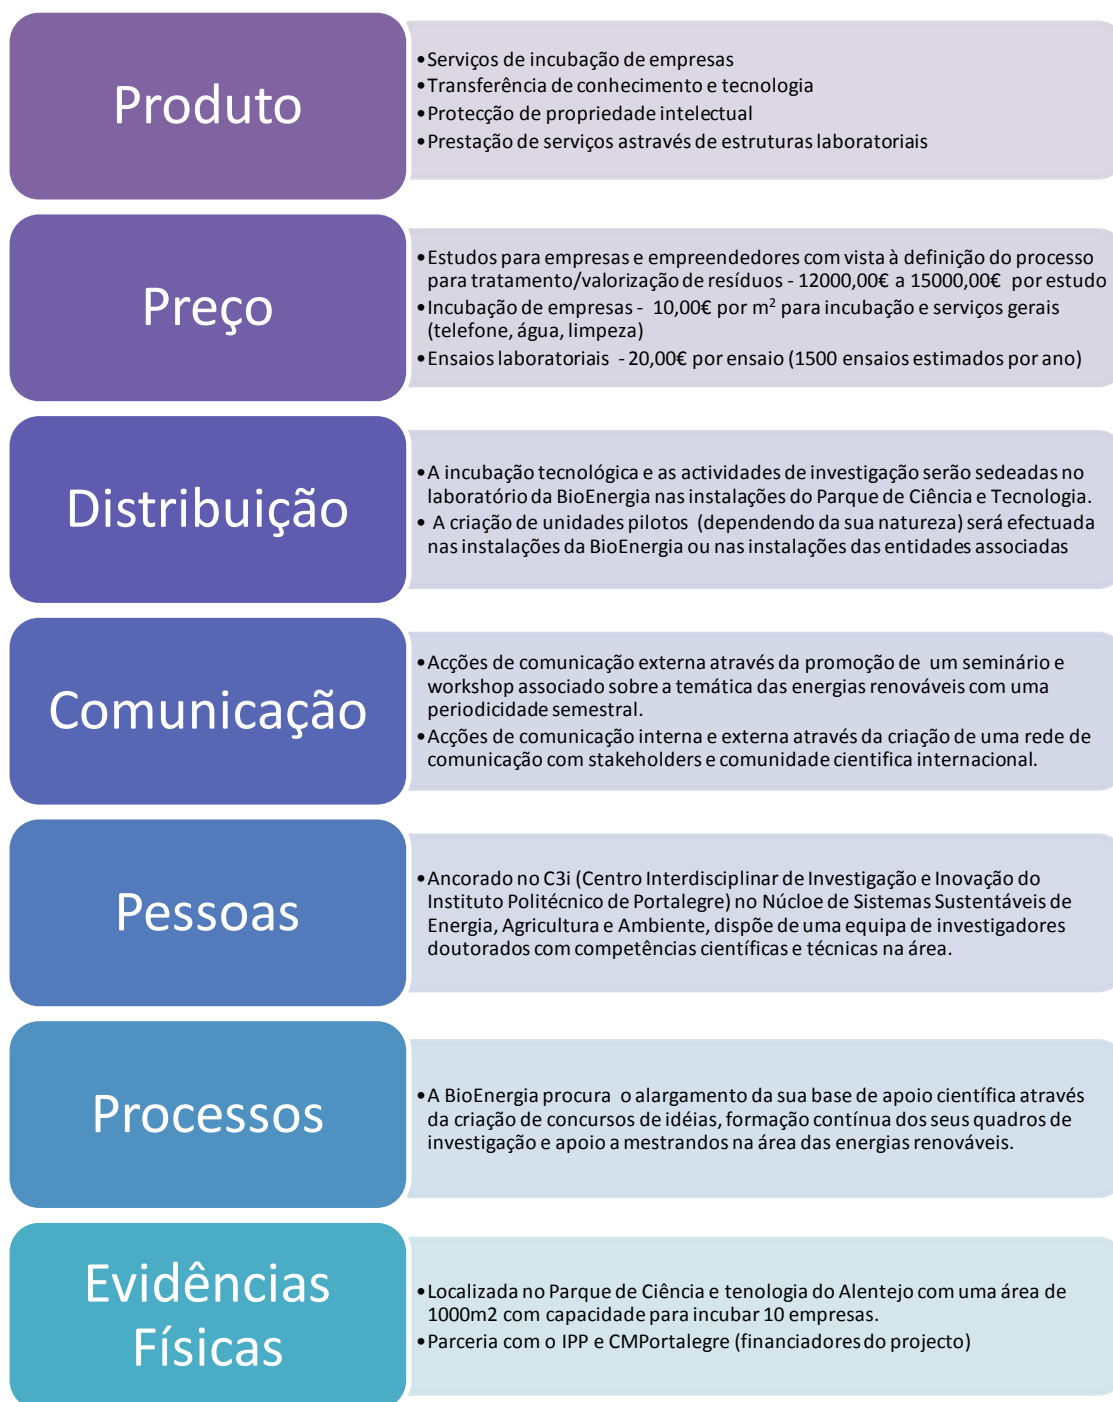 Produto
•Serviços de incubação de empresas
•Transferência de conhecimento e tecnologia
•Protecção de propriedade intelectual
•Prestação de serviços astravés de estruturas laboratoriais
Preço
•Estudos para empresas e empreendedores com vista à definição do processo
para tratamento/valorização de resíduos - 12000,00€ a 15000,00€ por estudo
•Incubação de empresas - 10,00€ por m² para incubação e serviços gerais
(telefone, água, limpeza)
•Ensaios laboratoriais - 20,00€ por ensaio (1500 ensaios estimados por ano)
Distribuição
•A incubação tecnológica e as actividades de investigação serão sedeadas no
laboratório da BioEnergia nas instalações do Parque de Ciência e Tecnologia.
• A criação de unidades pilotos (dependendo da sua natureza) será efectuada
nas instalações da BioEnergia ou nas instalações das entidades associadas
Comunicação
•Acções de comunicação externa através da promoção de um seminário e
workshop associado sobre a temática das energias renováveis com uma
periodicidade semestral.
•Acções de comunicação interna e externa através da criação de uma rede de
comunicação com stakeholders e comunidade cientifica internacional.
Pessoas
•Ancorado no C3i (Centro Interdisciplinar de Investigação e Inovação do
Instituto Politécnico de Portalegre) no Núcloe de Sistemas Sustentáveis de
Energia, Agricultura e Ambiente, dispõe de uma equipa de investigadores
doutorados com competências científicas e técnicas na área.
Processos
•A BioEnergia procura o alargamento da sua base de apoio científica através
da criação de concursos de idéias, formação contínua dos seus quadros de
investigação e apoio a mestrandos na área das energias renováveis.
Evidências
Físicas
•Localizada no Parque de Ciência e tenologia do Alentejo com uma área de
1000m2 com capacidade para incubar 10 empresas.
•Parceria com o IPP e CMPortalegre (financiadores do projecto)